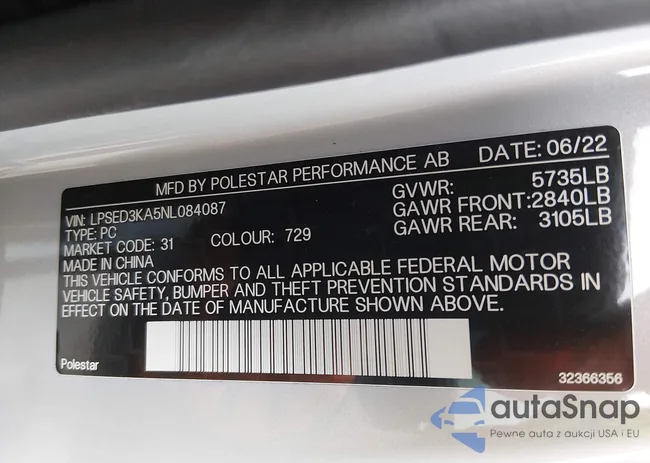 MFD BY POLESTAR PERFORMANCE AB DATE: 06/22
VIN: LPSED3KA5NL084087 GVWR: 5735LB
TYPE: PC GAWR FRONT: 2840LB
MARKET CODE: 31 COLOUR: 729 GAWR REAR: 3105LB
MADE IN CHINA
THIS VEHICLE CONFORMS TO ALL APPLICABLE FEDERAL MOTOR
VEHICLE SAFETY, BUMPER AND THEFT PREVENTION STANDARDS IN
EFFECT ON THE DATE OF MANUFACTURE SHOWN ABOVE.
Polestar 32366356
autaSnap
Pewne auta z aukcji USA i EU